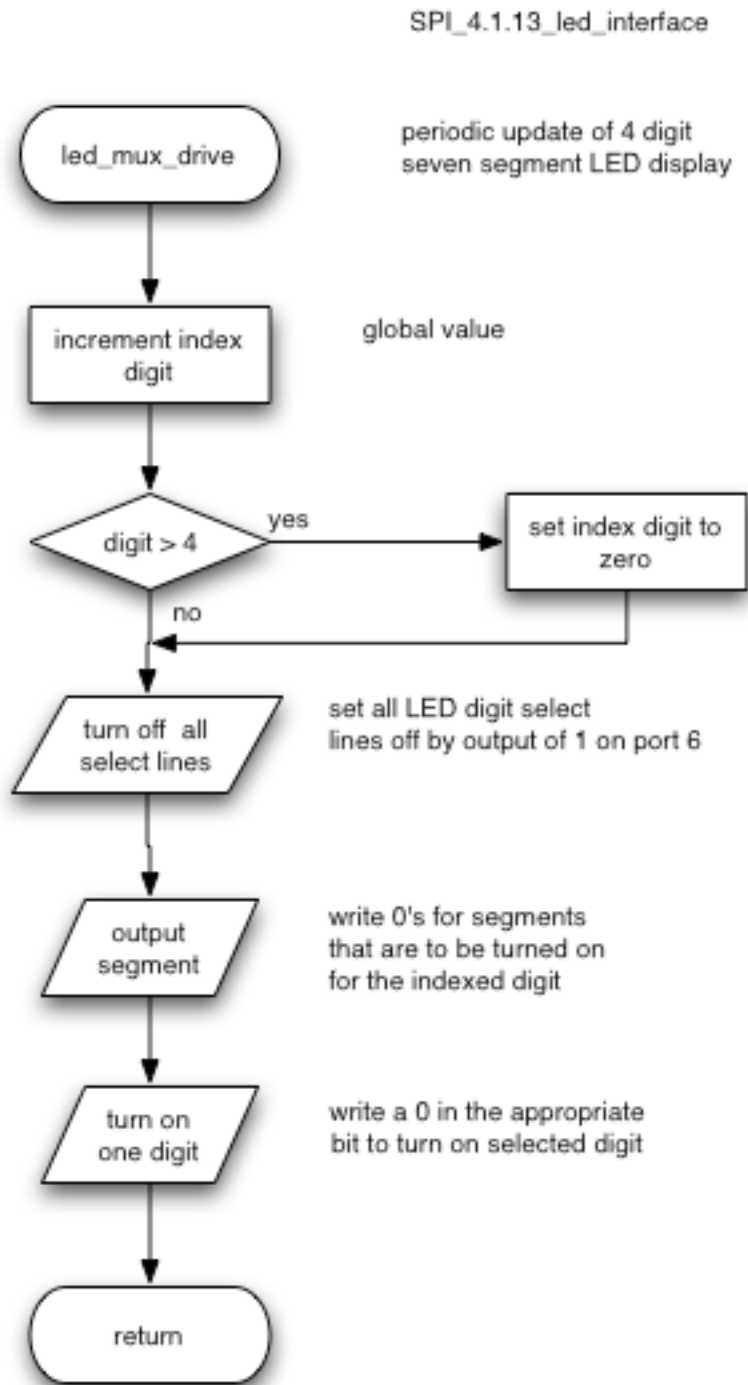 SPI_4.1.13_led_interface
led_mux_drive
periodic update of 4 digit
seven segment LED display
increment index
digit
global value
digit > 4
yes
set index digit to
zero
no
turn off all
select lines
set all LED digit select
lines off by output of 1 on port 6
output
segment
write 0's for segments
that are to be turned on
for the indexed digit
turn on
one digit
write a 0 in the appropriate
bit to turn on selected digit
return